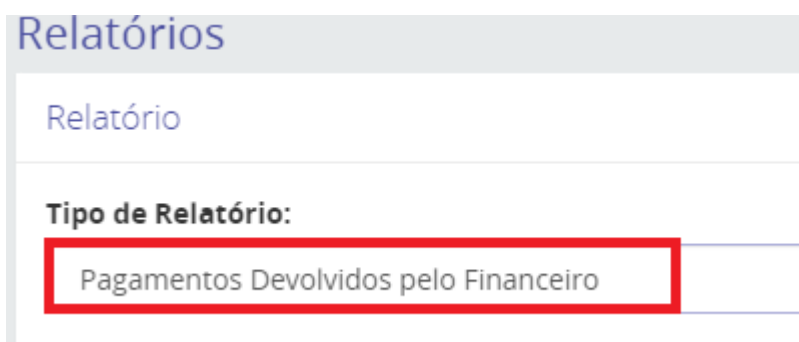 Relatórios
Relatório
Tipo de Relatório:
Pagamentos Devolvidos pelo Financeiro